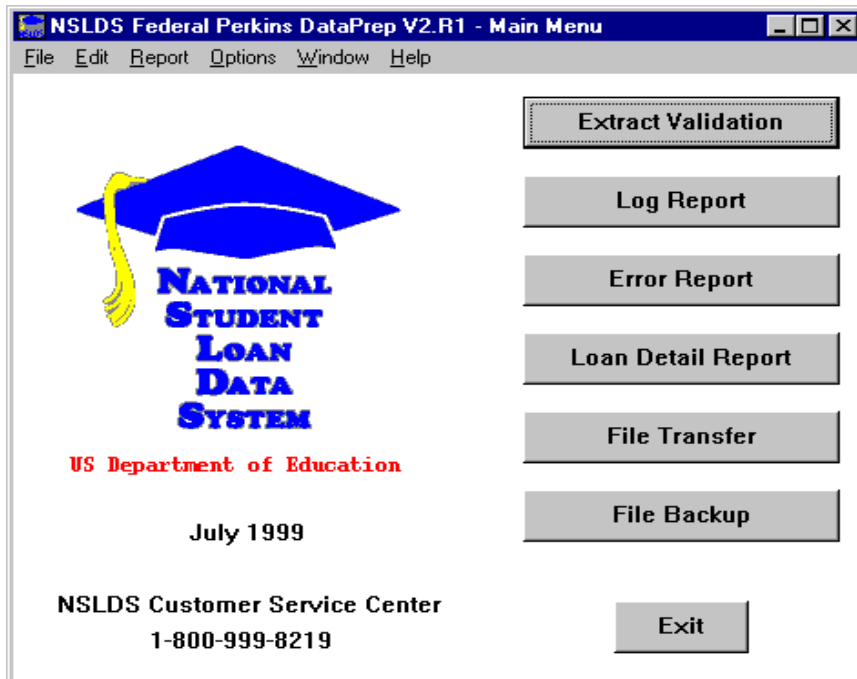 NSLDS Federal Perkins DataPrep V2.R1 - Main Menu
File Edit Report Options Window Help
NATIONAL
STUDENT
LOAN
DATA
SYSTEM
US Department of Education
July 1999
NSLDS Customer Service Center
1-800-999-8219
Extract Validation
Log Report
Error Report
Loan Detail Report
File Transfer
File Backup
Exit